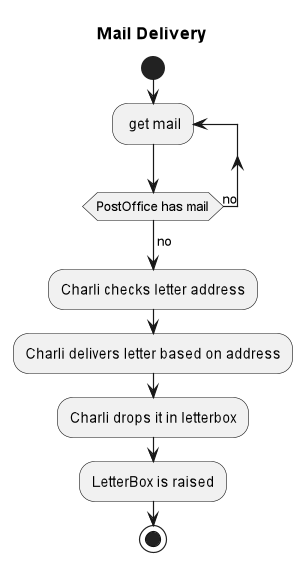 Mail Delivery
get mail
PostOffice has mail
no
no
Charli checks letter address
Charli delivers letter based on address
Charli drops it in letterbox
LetterBox is raised